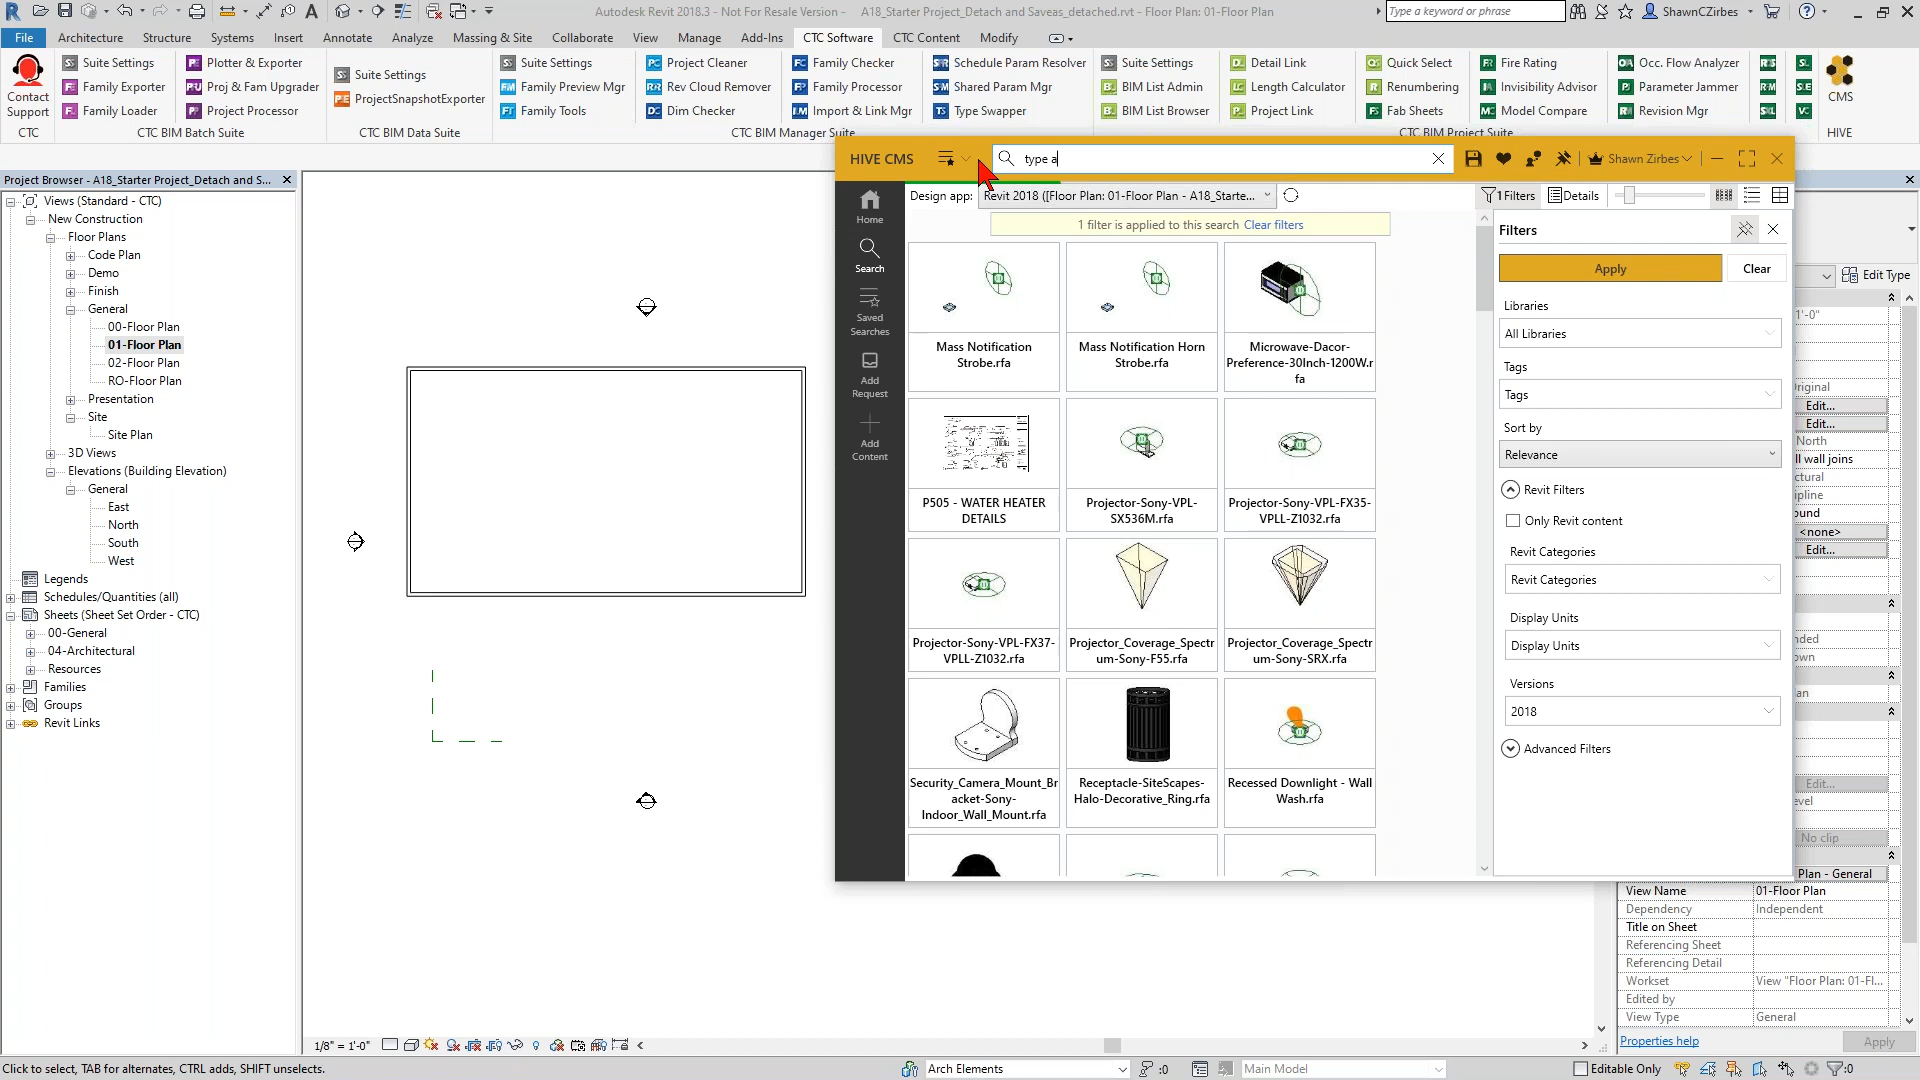 Autodesk Revit 2018.3 - Not For Resale Version - A18_Starter Project_Detach and Saveas_detached.rvt - Floor Plan: 01-Floor Plan
Type a keyword or phrase
ShawnCZirbes
File Architecture Structure Systems Insert Annotate Analyze Massing & Site Collaborate View Manage Add-Ins CTC Software CTC Content Modify
Suite Settings Plotter & Exporter Suite Settings Project Cleaner Family Checker Schedule Param Resolver Suite Settings Detail Link Quick Select Fire Rating Occ. Flow Analyzer
Suite Settings
Contact Support
Family Exporter Proj & Fam Upgrader Family Preview Mgr Rev Cloud Remover Family Processor Shared Param Mgr BIM List Admin Length Calculator Renumbering Invisibility Advisor Parameter Jammer
ProjectSnapshotExporter
CMS
Family Loader Project Processor Family Tools Dim Checker Import & Link Mgr Type Swapper BIM List Browser Project Link Fab Sheets Model Compare Revision Mgr
CTC CTC BIM Batch Suite CTC BIM Data Suite CTC BIM Manager Suite CTC BIM Project Suite HIVE
Project Browser - A18_Starter Project_Detach and S...
Views (Standard - CTC)
New Construction
Floor Plans
Code Plan
Demo
Finish
General
00-Floor Plan
01-Floor Plan
02-Floor Plan
RO-Floor Plan
Presentation
Site
Site Plan
3D Views
Elevations (Building Elevation)
General
East
North
South
West
Legends
Schedules/Quantities (all)
Sheets (Sheet Set Order - CTC)
00-General
04-Architectural
Resources
Families
Groups
Revit Links
HIVE CMS
type a
Shawn Zirbes
Home
Search
Saved
Searches
Add
Request
Add
Content
Design app: Revit 2018 ([Floor Plan: 01-Floor Plan - A18_Starte...
1 Filters Details
1 filter is applied to this search Clear filters
Mass Notification
Strobe.rfa
Mass Notification Horn
Strobe.rfa
Microwave-Dacor-
Preference-30Inch-1200W.r
fa
P505 - WATER HEATER
DETAILS
Projector-Sony-VPL-
SX536M.rfa
Projector-Sony-VPL-FX35-
VPLL-Z1032.rfa
Projector-Sony-VPL-FX37-
VPLL-Z1032.rfa
Projector_Coverage_Spectr
um-Sony-F55.rfa
Projector_Coverage_Spectr
um-Sony-SRX.rfa
Security_Camera_Mount_Br
acket-Sony-
Indoor_Wall_Mount.rfa
Receptacle-SiteScapes-
Halo-Decorative_Ring.rfa
Recessed Downlight - Wall
Wash.rfa
Filters
Apply Clear
Libraries
All Libraries
Tags
Tags
Sort by
Relevance
Revit Filters
Only Revit content
Revit Categories
Revit Categories
Display Units
Display Units
Versions
2018
Advanced Filters
Edit Type
1'-0"
riginal
Edit...
Edit...
North
ll wall joins
ctural
ipline
ound
<none>
Edit...
nded
own
an
Edit...
evel
No clip
Plan - General
View Name 01-Floor Plan
Dependency Independent
Title on Sheet
Referencing Sheet
Referencing Detail
Workset View "Floor Plan: 01-Fl...
Edited by
View Type General
Properties help Apply
1/8" = 1'-0"
Click to select, TAB for alternates, CTRL adds, SHIFT unselects.
Arch Elements :0 Main Model Editable Only :0